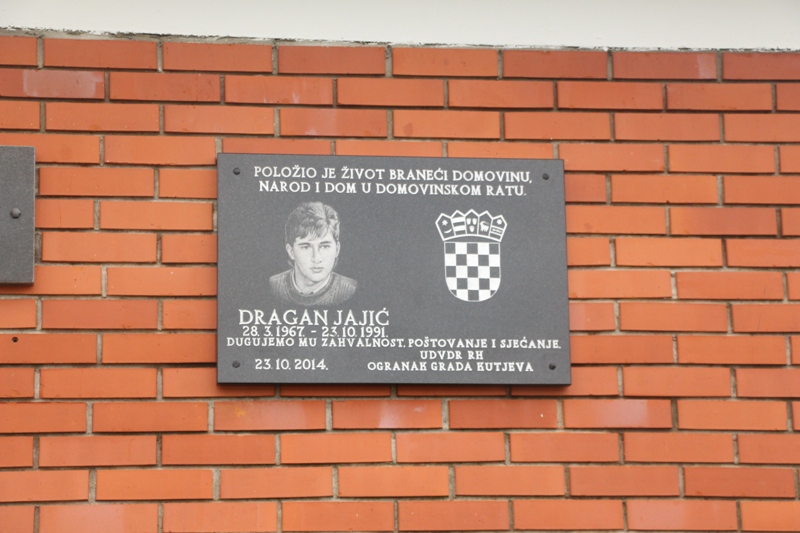 POLOŽIO JE ŽIVOT BRANEĆI DOMOVINU,
NAROD I DOM U DOMOVINSKOM RATU.
DRAGAN JAJIĆ
28.3.1967. - 23.10.1991.
DUGUJEMO MU ZAHVALNOST, POŠTOVANJE I SJEĆANJE.
UDVDR RH
23.10.2014. OGRANAK GRADA KUTJEVA